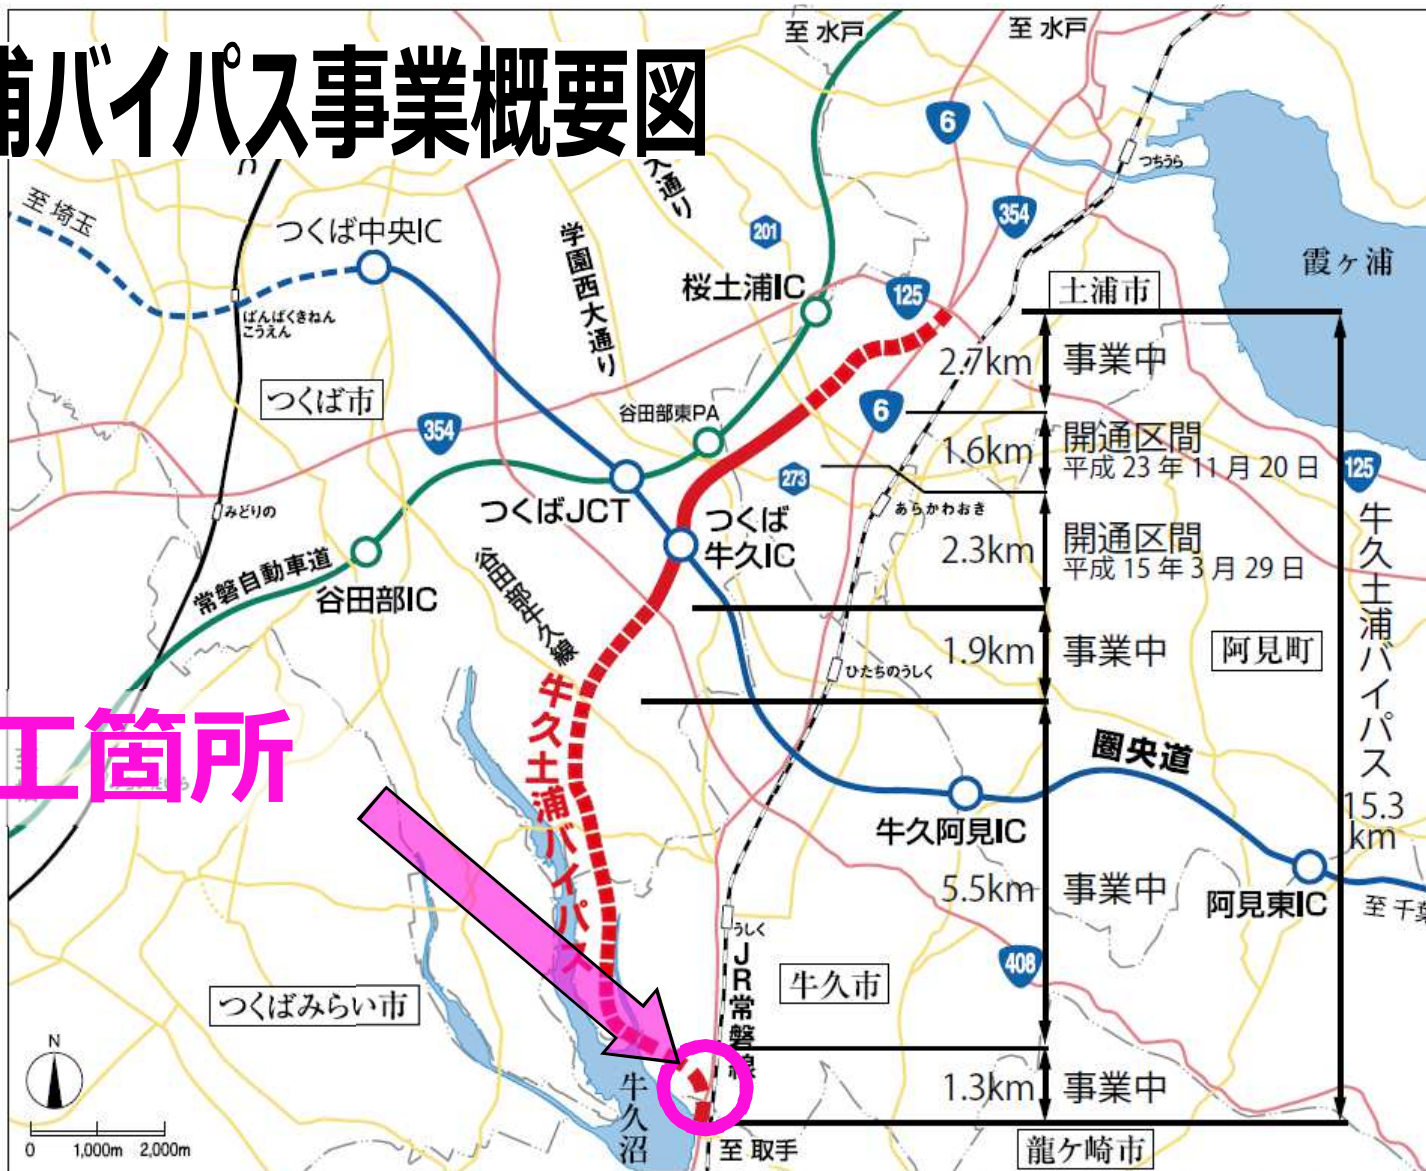 浦バイパス事業概要図
至 水戸
至 水戸
6
つちうら
大通り
至 埼玉
つくば中央IC
学園西大通り
201
354
霞ヶ浦
桜土浦IC
125
土浦市
ばんぱくきねん
こうえん
2.7km
事業中
つくば市
354
谷田部東PA
6
1.6km
開通区間
平成 23 年 11 月 20 日
125
273
みどりの
つくばJCT
つくば
牛久IC
あらかわおき
2.3km
開通区間
平成 15 年 3 月 29 日
常磐自動車道
谷田部IC
谷田部牛久線
1.9km
事業中
阿見町
ひたちのうしく
牛久土浦バイパス
15.3
km
牛久土浦バイパス
工箇所
圏央道
牛久阿見IC
5.5km
事業中
阿見東IC
至 千葉
うしく
JR常磐線
408
牛久市
つくばみらい市
N
0
1,000m
2,000m
牛久沼
1.3km
事業中
至 取手
龍ケ崎市